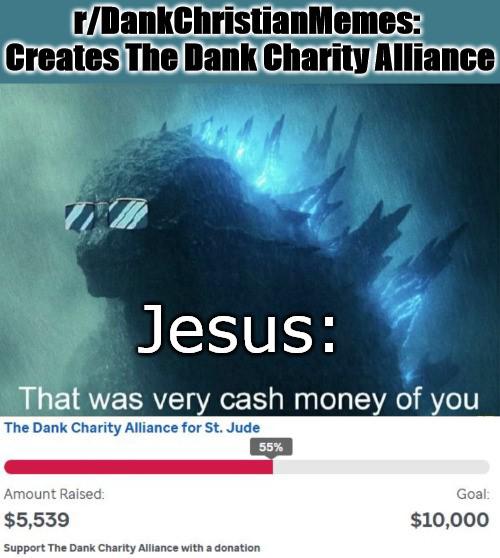 r/DankChristianMemes:
Creates The Dank Charity Alliance
Jesus:
That was very cash money of you
The Dank Charity Alliance for St. Jude
55%
Amount Raised: Goal:
$5,539 $10,000
Support The Dank Charity Alliance with a donation